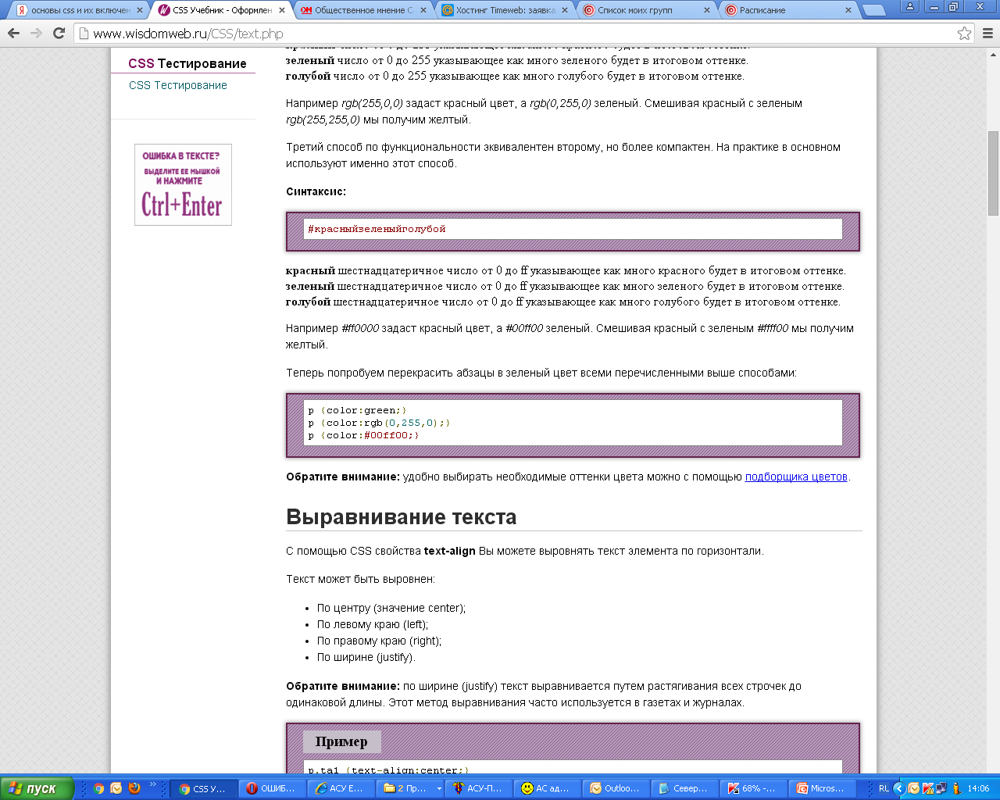 основы css и их включен
CSS Учебник - Оформлен
Общественное мнение С
Хостинг Timeweb: заявка
Список моих групп
Расписание
www.wisdomweb.ru/CSS/text.php
CSS Тестирование
CSS Тестирование
ОШИБКА В ТЕКСТЕ?
ВЫДЕЛИТЕ ЕЕ МЫШКОЙ
И НАЖМИТЕ
Ctrl+Enter
зеленый число от 0 до 255 указывающее как много зеленого будет в итоговом оттенке.
голубой число от 0 до 255 указывающее как много голубого будет в итоговом оттенке.
Например rgb(255,0,0) задаст красный цвет, а rgb(0,255,0) зеленый. Смешивая красный с зеленым
rgb(255,255,0) мы получим желтый.
Третий способ по функциональности эквивалентен второму, но более компактен. На практике в основном
используют именно этот способ.
Синтаксис:
#красныйзеленыйголубой
красный шестнадцатеричное число от 0 до ff указывающее как много красного будет в итоговом оттенке.
зеленый шестнадцатеричное число от 0 до ff указывающее как много зеленого будет в итоговом оттенке.
голубой шестнадцатеричное число от 0 до ff указывающее как много голубого будет в итоговом оттенке.
Например #ff0000 задаст красный цвет, а #00ff00 зеленый. Смешивая красный с зеленым #ffff00 мы получим
желтый.
Теперь попробуем перекрасить абзацы в зеленый цвет всеми перечисленными выше способами:
p {color:green;}
p {color:rgb(0,255,0);}
p {color:#00ff00;}
Обратите внимание: удобно выбирать необходимые оттенки цвета можно с помощью подборщика цветов.
Выравнивание текста
С помощью CSS свойства text-align Вы можете выровнять текст элемента по горизонтали.
Текст может быть выровнен:
• По центру (значение center);
• По левому краю (left);
• По правому краю (right);
• По ширине (justify).
Обратите внимание: по ширине (justify) текст выравнивается путем растягивания всех строчек до
одинаковой длины. Этот метод выравнивания часто используется в газетах и журналах.
Пример
p.ta1 {text-align:center;}
пуск
CSS У...
ОШИБ...
АСУ Е...
2 Пр...
АСУ-П...
АС ад...
Outloo...
Север...
68% -...
Micros...
RL
14:06